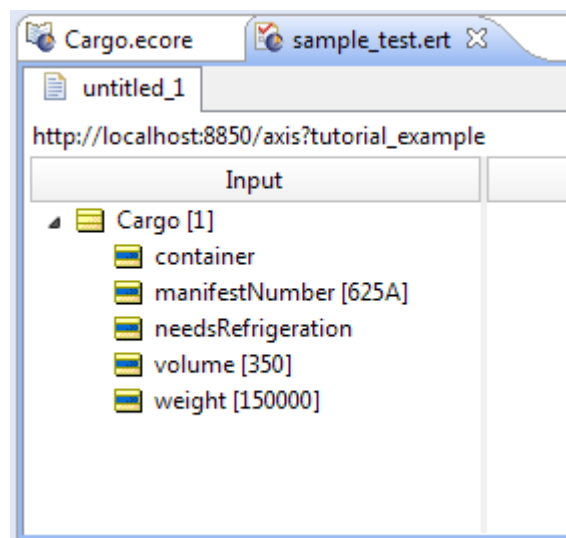 Cargo.ecore sample_test.ert
untitled_1
http://localhost:8850/axis?tutorial_example
Input
Cargo [1]
container
manifestNumber [625A]
needsRefrigeration
volume [350]
weight [150000]